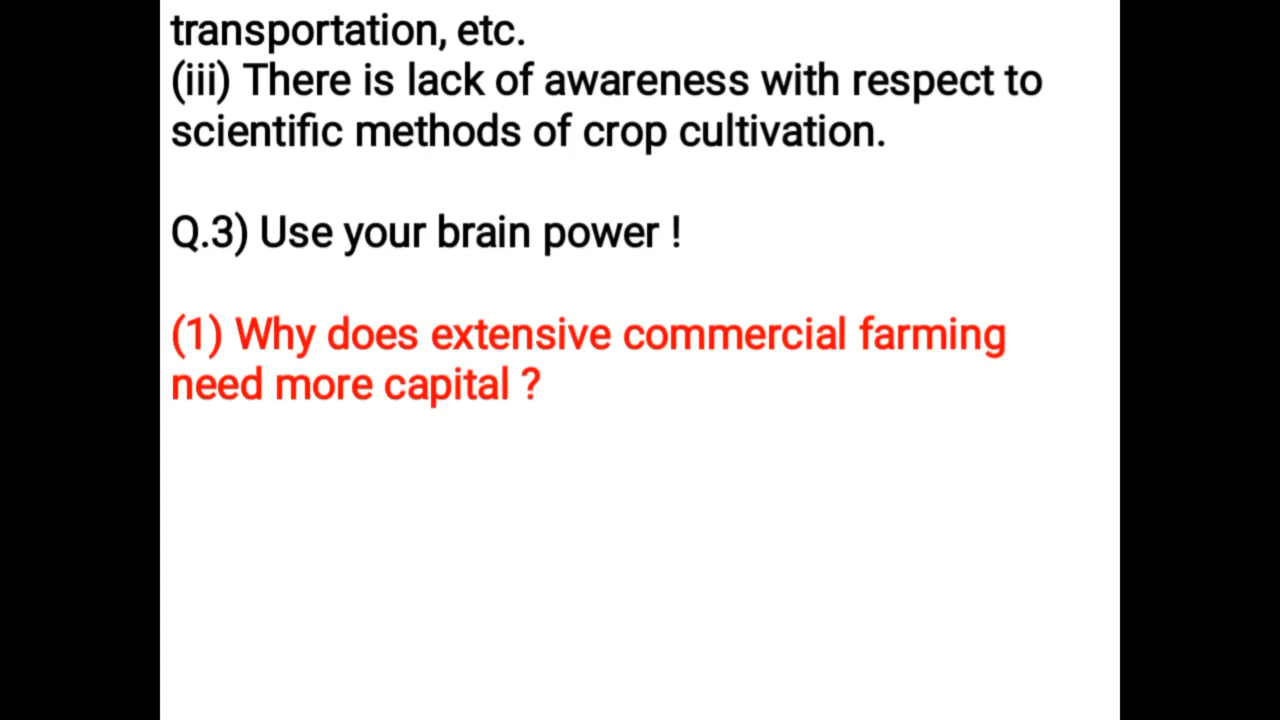 transportation, etc.
(iii) There is lack of awareness with respect to
scientific methods of crop cultivation.
Q.3) Use your brain power !
(1) Why does extensive commercial farming
need more capital ?